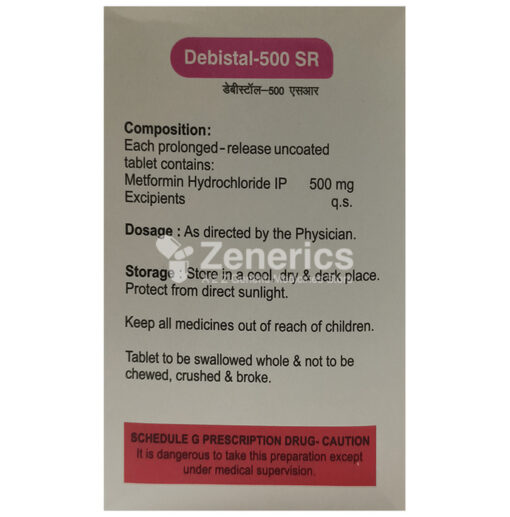 Debistal-500 SR
डेबीस्टॉल-500 एसआर
Composition:
Each prolonged-release uncoated
tablet contains:
Metformin Hydrochloride IP 500 mg
Excipients q.s.
Dosage : As directed by the Physician.
Zenerics
Storage : Store in a cool, dry & dark place.
Protect from direct sunlight.
Keep all medicines out of reach of children.
Tablet to be swallowed whole & not to be
chewed, crushed & broke.
SCHEDULE G PRESCRIPTION DRUG- CAUTION
It is dangerous to take this preparation except
under medical supervision.